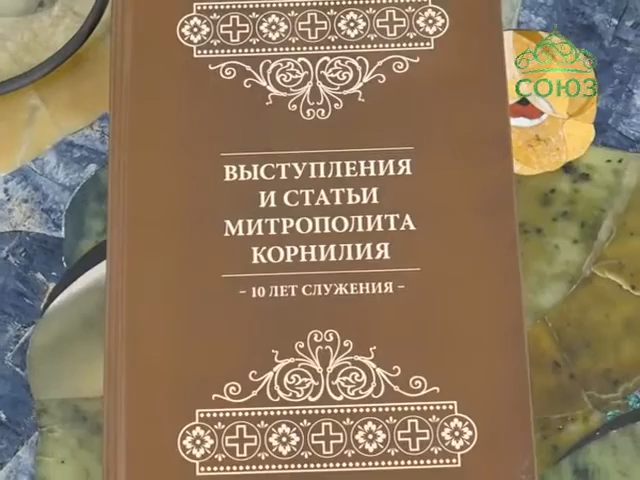 СОЮЗ
ВЫСТУПЛЕНИЯ
И СТАТЬИ
МИТРОПОЛИТА
КОРНИЛИЯ
– 10 ЛЕТ СЛУЖЕНИЯ –